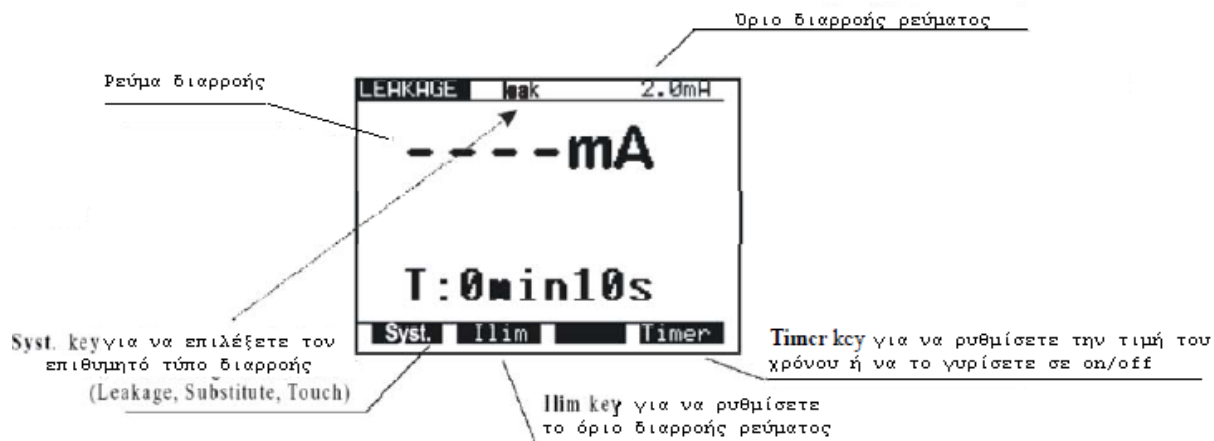 Όριο διαρροής ρεύματος
Ρεύμα διαρροής
LEAKAGE leak 2.0mA
----mA
T:0min10s
Syst. Ilim Timer
Syst. key για να επιλέξετε τον
επιθυμητό τύπο διαρροής
(Leakage, Substitute, Touch)
Ilim key για να ρυθμίσετε
το όριο διαρροής ρεύματος
Timer key για να ρυθμίσετε την τιμή του
χρόνου ή να το γυρίσετε σε on/off